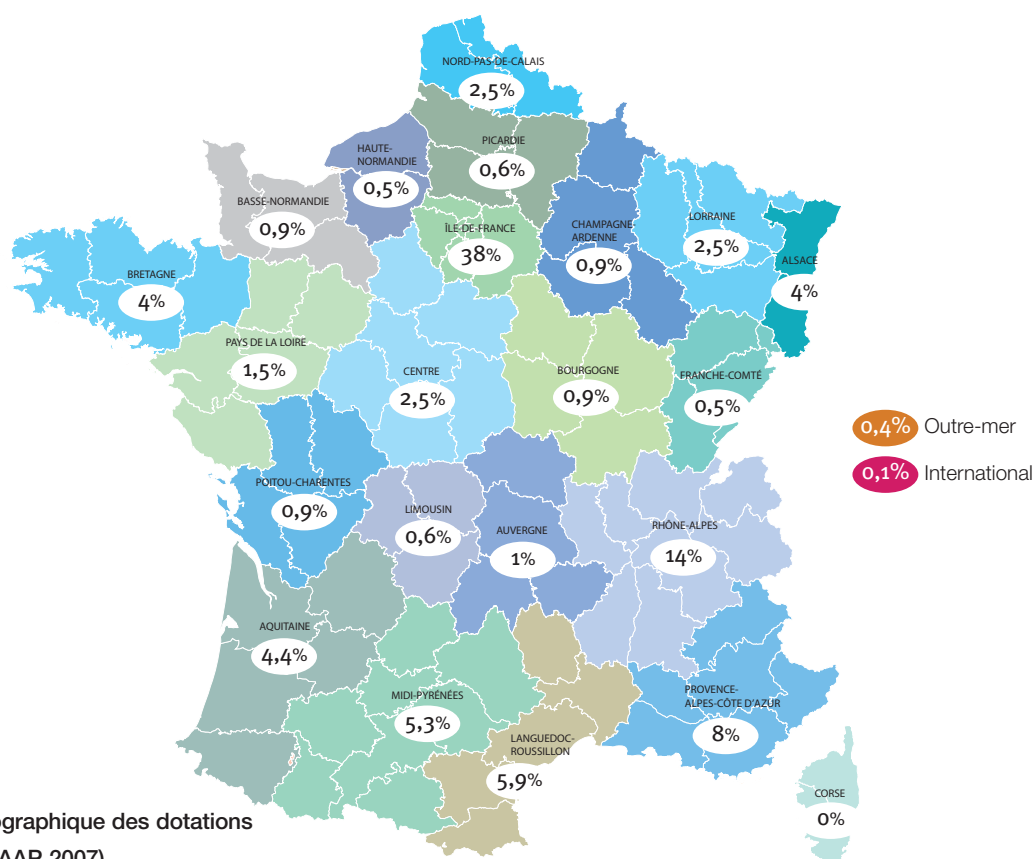 NORD-PAS-DE-CALAIS
2,5%
PICARDIE
0,6%
HAUTE-
NORMANDIE
0,5%
BASSE-NORMANDIE
0,9%
ÎLE-DE-FRANCE
38%
CHAMPAGNE-
ARDENNE
0,9%
LORRAINE
2,5%
ALSACE
4%
BRETAGNE
4%
PAYS DE LA LOIRE
1,5%
CENTRE
2,5%
BOURGOGNE
0,9%
FRANCHE-COMTÉ
0,5%
0,4% Outre-mer
0,1% International
POITOU-CHARENTES
0,9%
LIMOUSIN
0,6%
AUVERGNE
1%
RHÔNE-ALPES
14%
AQUITAINE
4,4%
MIDI-PYRÉNÉES
5,3%
LANGUEDOC-
ROUSSILLON
5,9%
PROVENCE-
ALPES-CÔTE D'AZUR
8%
CORSE
0%
ographique des dotations
AAP 2007)